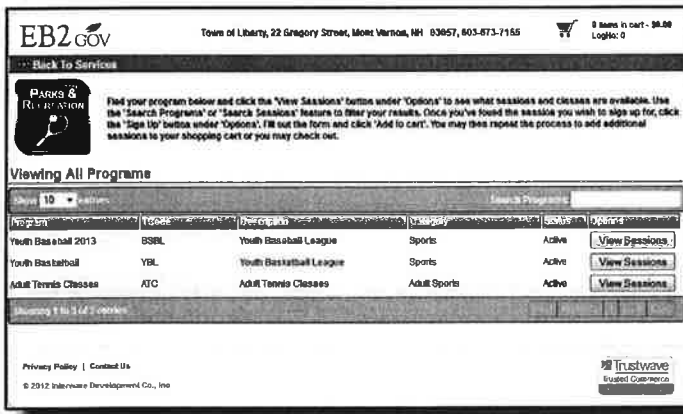 EB2 GOV
Town of Liberty, 22 Gregory Street, Mont Vernon, NH 03057, 603-673-7155
0 items in cart - $0.00
LogNo: 0
Back To Services
PARKS &
RECREATION
Find your program below and click the 'View Sessions' button under 'Options' to see what sessions and classes are available. Use
the 'Search Programs' or 'Search Sessions' feature to filter your results. Once you've found the session you wish to sign up for, click
the 'Sign Up' button under 'Options'. Fill out the form and click 'Add to cart'. You may then repeat the process to add additional
sessions to your shopping cart or you may check out.
Viewing All Programs
Show 10 entries
Search Programs:
Program Description Category Status Options
Youth Baseball 2013 BSBL Youth Baseball League Sports Active View Sessions
Youth Basketball YBL Youth Basketball League Sports Active View Sessions
Adult Tennis Classes ATC Adult Tennis Classes Adult Sports Active View Sessions
Showing 1 to 3 of 3 entries
Privacy Policy | Contact Us
© 2012 Interware Development Co., Inc
Trustwave
Trusted Commerce